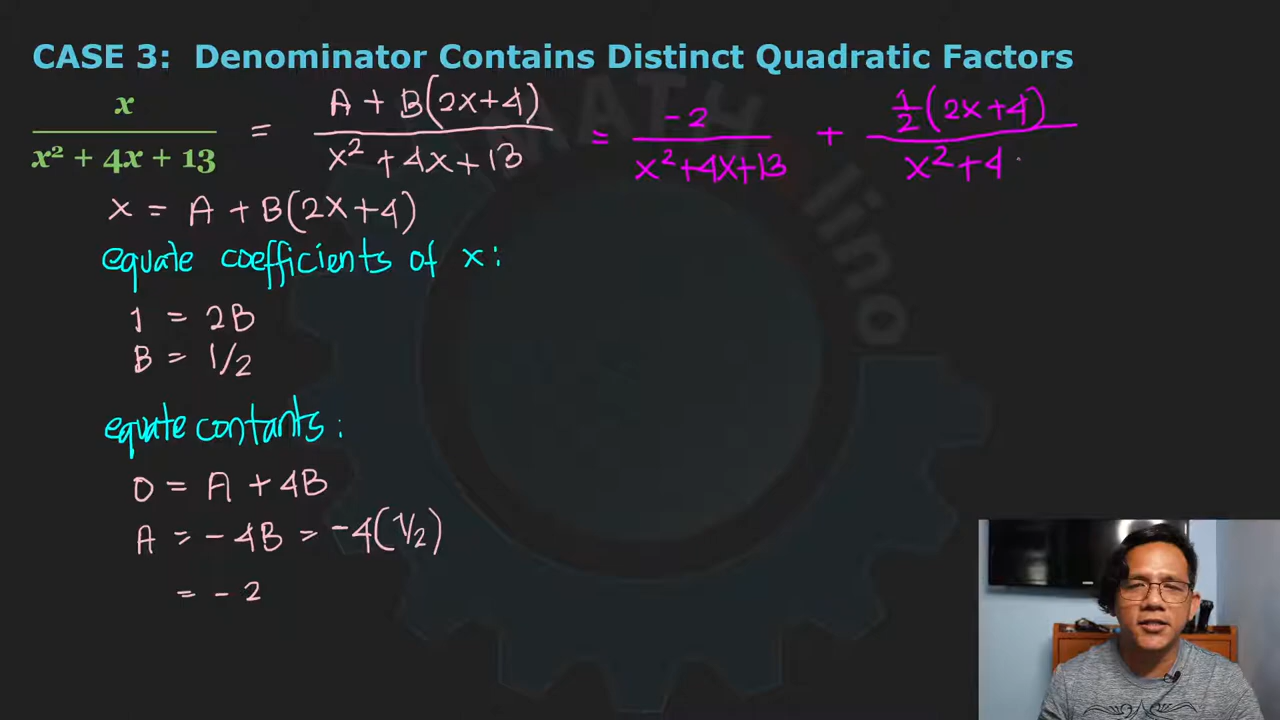 CASE 3: Denominator Contains Distinct Quadratic Factors
x / x² + 4x + 13 = A + B(2x+4) / x² + 4x + 13 = -2 / x²+4x+13 + ½(2x+4) / x²+4
x = A + B(2x+4)
equate coefficients of x:
1 = 2B
B = 1/2
equate contants:
0 = A + 4B
A = -4B = -4(1/2)
= -2
MATH
lino